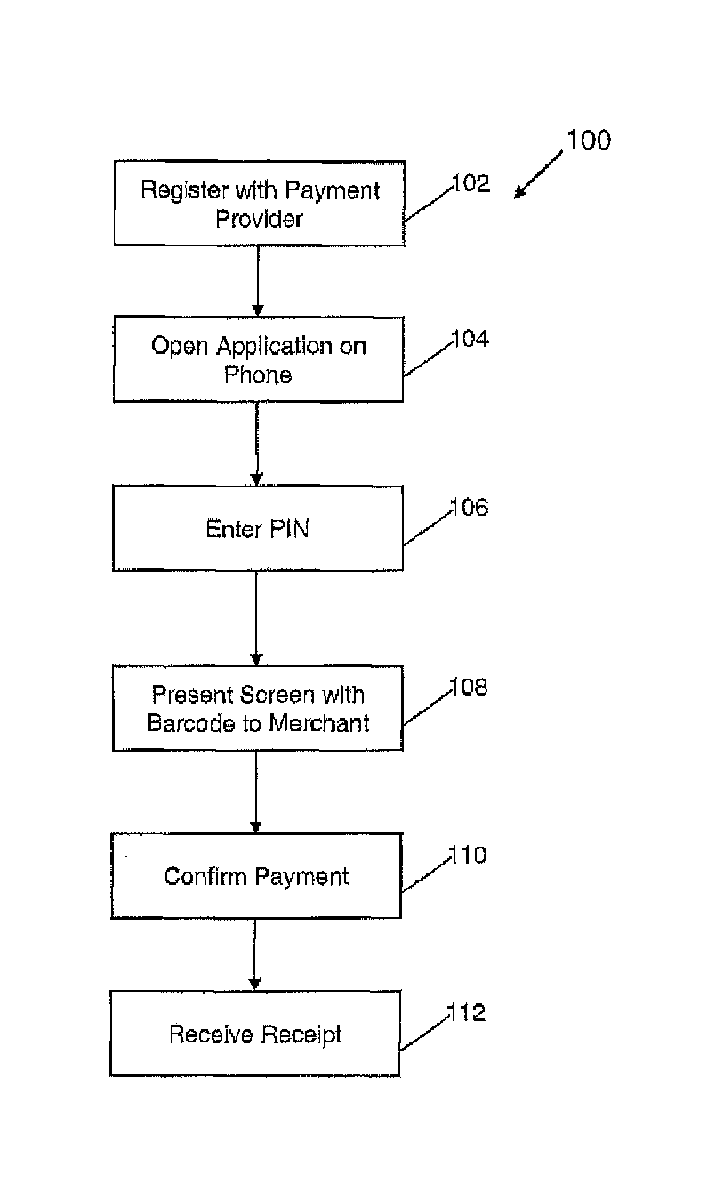 100
Register with Payment
Provider
102
Open Application on
Phone
104
Enter PIN
106
Present Screen with
Barcode to Merchant
108
Confirm Payment
110
Receive Receipt
112